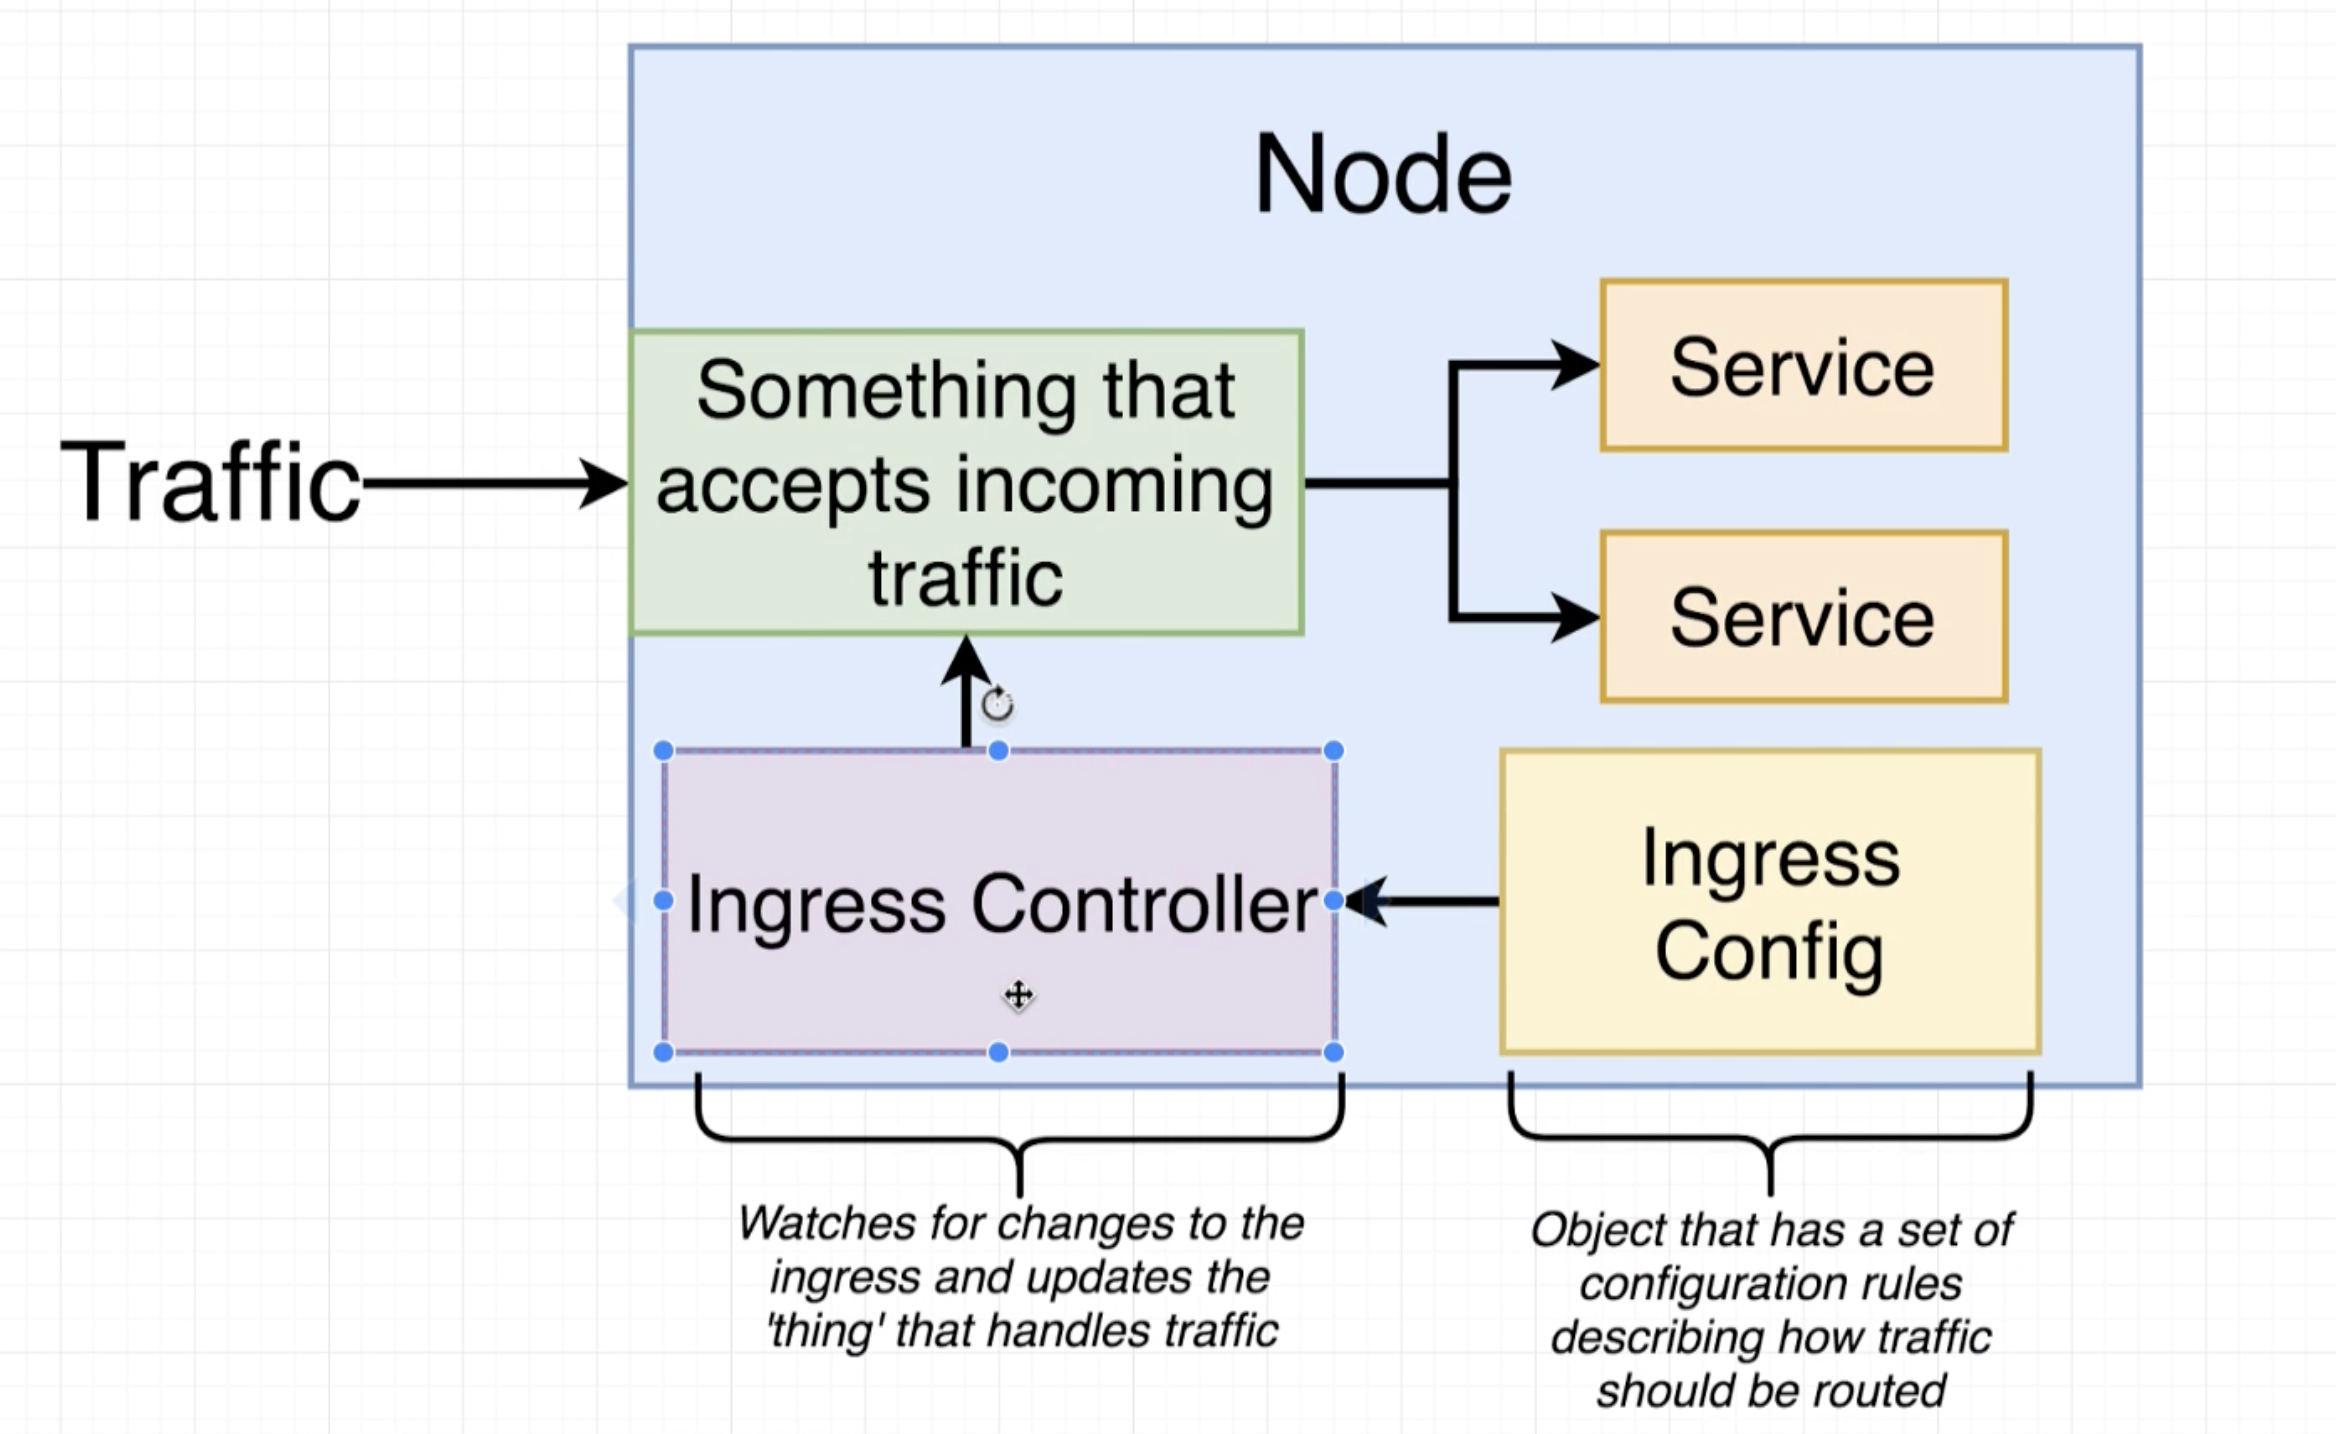 Node
Traffic
Something that
accepts incoming
traffic
Service
Service
Ingress Controller
Ingress
Config
Watches for changes to the
ingress and updates the
'thing' that handles traffic
Object that has a set of
configuration rules
describing how traffic
should be routed